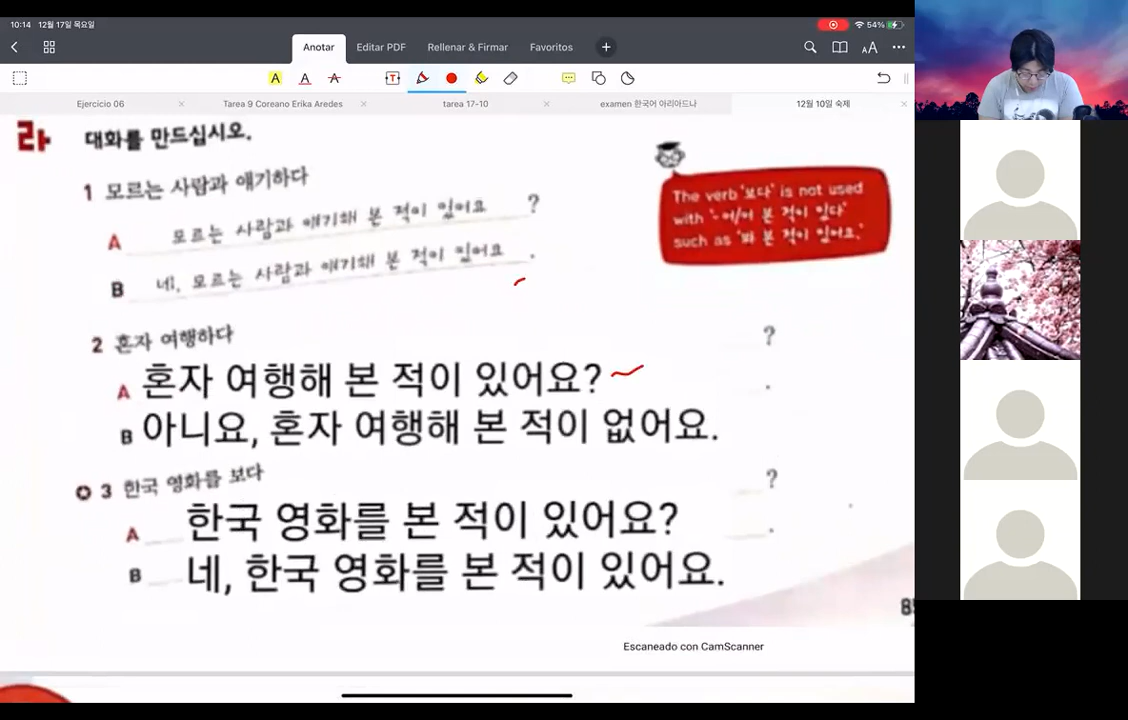 10:14 12월 17일 목요일
54%
Anotar Editar PDF Rellenar & Firmar Favoritos
Ejercicio 06 Tarea 9 Coreano Erika Aredes tarea 17-10 examen 한국어 아리아드나 12월 10일 숙제
라 대화를 만드십시오.
1 모르는 사람과 얘기하다
A 모르는 사람과 얘기해 본 적이 있어요 ?
B 네, 모르는 사람과 얘기해 본 적이 있어요 .
The verb '보다' is not used
with '-어/어 본 적이 있다'
such as '봐 본 적이 있어요.'
2 혼자 여행하다 ?
A 혼자 여행해 본 적이 있어요? .
B 아니요, 혼자 여행해 본 적이 없어요.
3 한국 영화를 보다 ?
A 한국 영화를 본 적이 있어요? .
B 네, 한국 영화를 본 적이 있어요.
Escaneado con CamScanner